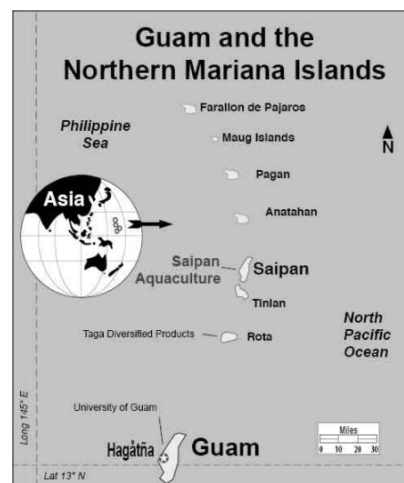 Guam and the
Northern Mariana Islands
Farallon de Pajaros
Philippine
Sea
Maug Islands
N
Pagan
Asia
Anatahan
Saipan
Aquaculture
Saipan
Tinian
North
Pacific
Ocean
Taga Diversified Products
Rota
Long 145° E
University of Guam
Hagåtña
Guam
Miles
0 10 20 30
Lat 13° N